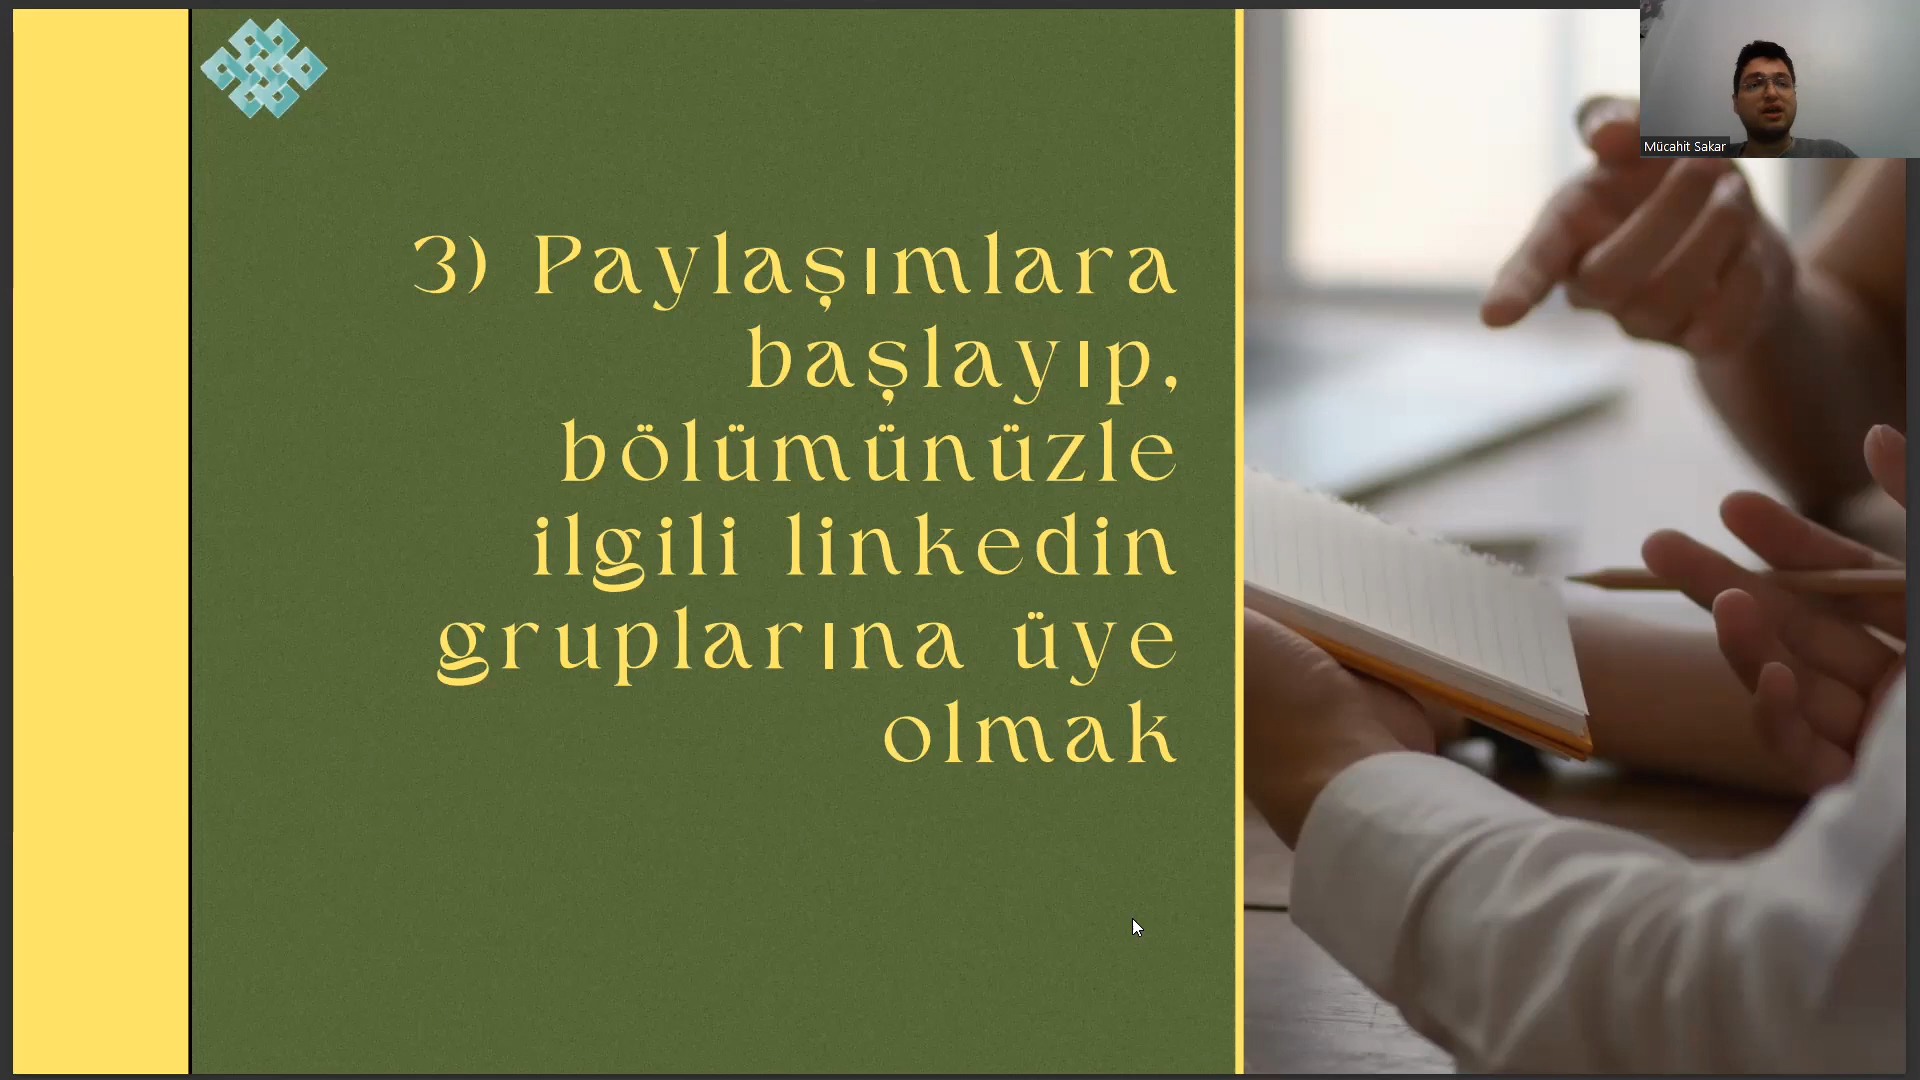 3) Paylaşımlara
başlayıp,
bölümünüzle
ilgili linkedin
gruplarına üye
olmak
Mücahit Sakar